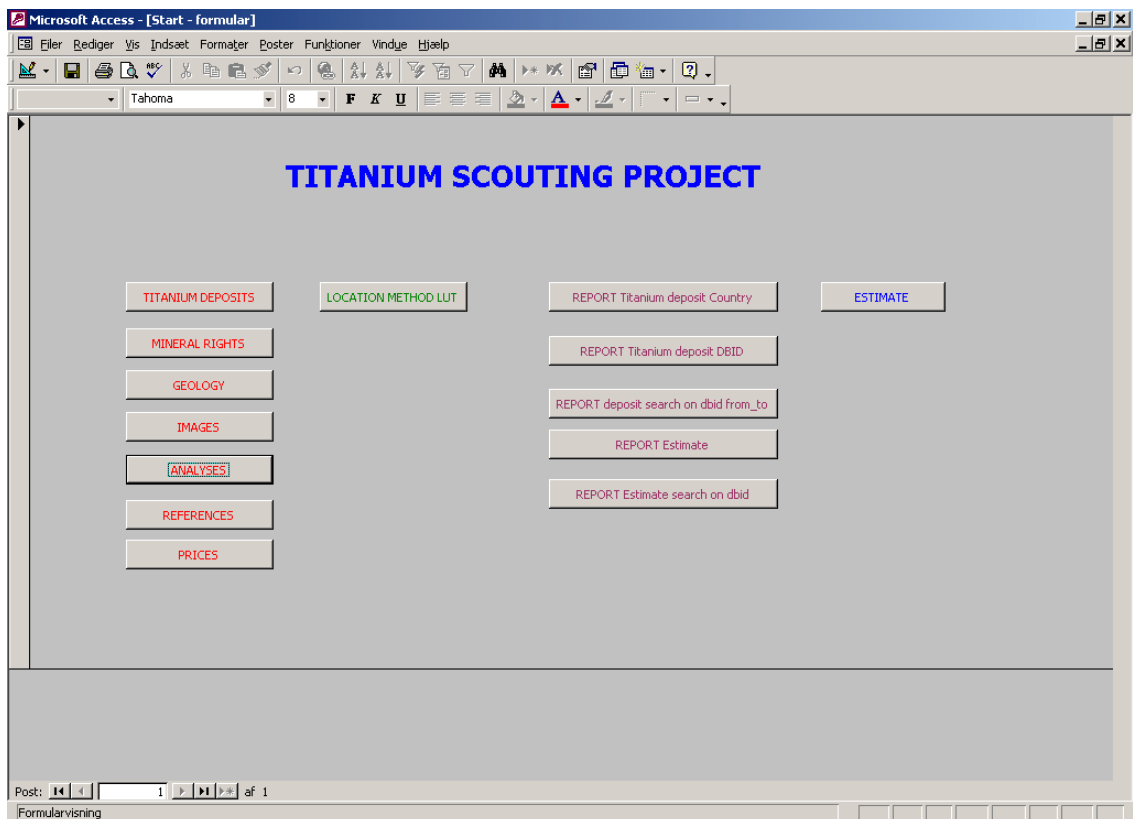 Microsoft Access - [Start - formular]
Filer Rediger Vis Indsæt Formater Poster Funktioner Vindue Hjælp
Tahoma 8 F K U
TITANIUM SCOUTING PROJECT
TITANIUM DEPOSITS
LOCATION METHOD LUT
REPORT Titanium deposit Country
ESTIMATE
MINERAL RIGHTS
REPORT Titanium deposit DBID
GEOLOGY
REPORT deposit search on dbid from_to
IMAGES
REPORT Estimate
ANALYSES
REPORT Estimate search on dbid
REFERENCES
PRICES
Post: 1 af 1
Formularvisning